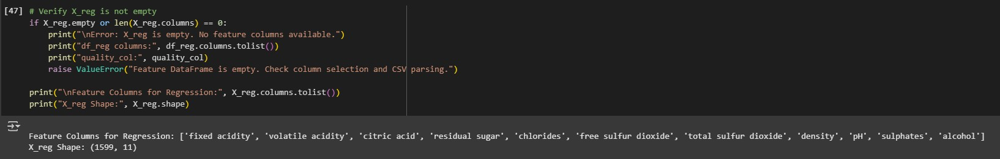 [47] # Verify X_reg is not empty
if X_reg.empty or len(X_reg.columns) == 0:
    print("\nError: X_reg is empty. No feature columns available.")
    print("df_reg columns:", df_reg.columns.tolist())
    print("quality_col:", quality_col)
    raise ValueError("Feature DataFrame is empty. Check column selection and CSV parsing.")
print("\nFeature Columns for Regression:", X_reg.columns.tolist())
print("X_reg Shape:", X_reg.shape)
Feature Columns for Regression: ['fixed acidity', 'volatile acidity', 'citric acid', 'residual sugar', 'chlorides', 'free sulfur dioxide', 'total sulfur dioxide', 'density', 'pH', 'sulphates', 'alcohol']
X_reg Shape: (1599, 11)